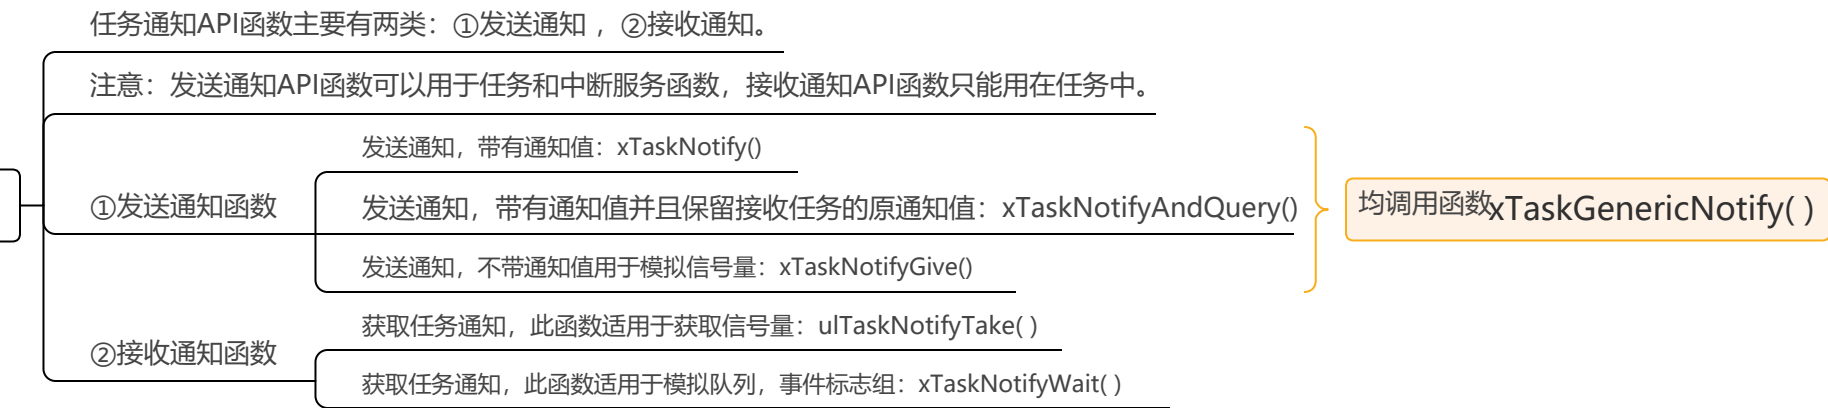 任务通知API函数主要有两类：①发送通知 ，②接收通知。
注意：发送通知API函数可以用于任务和中断服务函数，接收通知API函数只能用在任务中。
①发送通知函数
发送通知，带有通知值：xTaskNotify()
发送通知，带有通知值并且保留接收任务的原通知值：xTaskNotifyAndQuery()
发送通知，不带通知值用于模拟信号量：xTaskNotifyGive()
均调用函数xTaskGenericNotify( )
②接收通知函数
获取任务通知，此函数适用于获取信号量：ulTaskNotifyTake( )
获取任务通知，此函数适用于模拟队列，事件标志组：xTaskNotifyWait( )